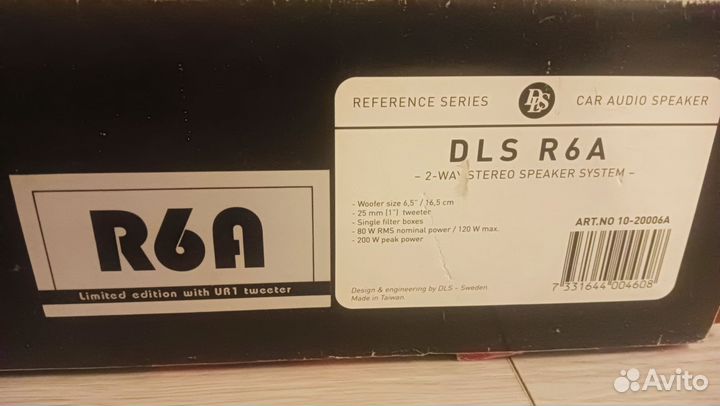 REFERENCE SERIES DLS CAR AUDIO SPEAKER
DLS R6A
- 2-WAY STEREO SPEAKER SYSTEM -
- Woofer size 6,5" / 16,5 cm
- 25 mm (1") tweeter
- Single filter boxes
- 80 W RMS nominal power / 120 W max.
- 200 W peak power
ART.NO 10-20006A
7 331644 004608
Design & engineering by DLS - Sweden.
Made in Taiwan.
R6A
Limited edition with UR1 tweeter
Avito